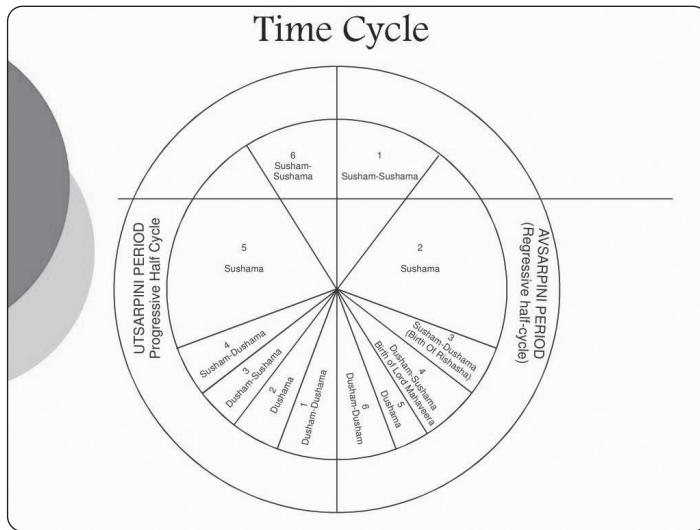 Time Cycle
6
Susham-
Sushama
1
Susham-Sushama
5
Sushama
2
Sushama
UTSARPINI PERIOD
Progressive Half Cycle
AVSARPINI PERIOD
(Regressive half-cycle)
4
Susham-Dushama
3
Dusham-Sushama
2
Dushama
1
Dusham-Dushama
6
Dusham-Dusham
5
Dushama
4
Dusham-Sushama
Birth of Lord Mahaveera
3
Susham-Dushama
(Birth Of Rishasha)